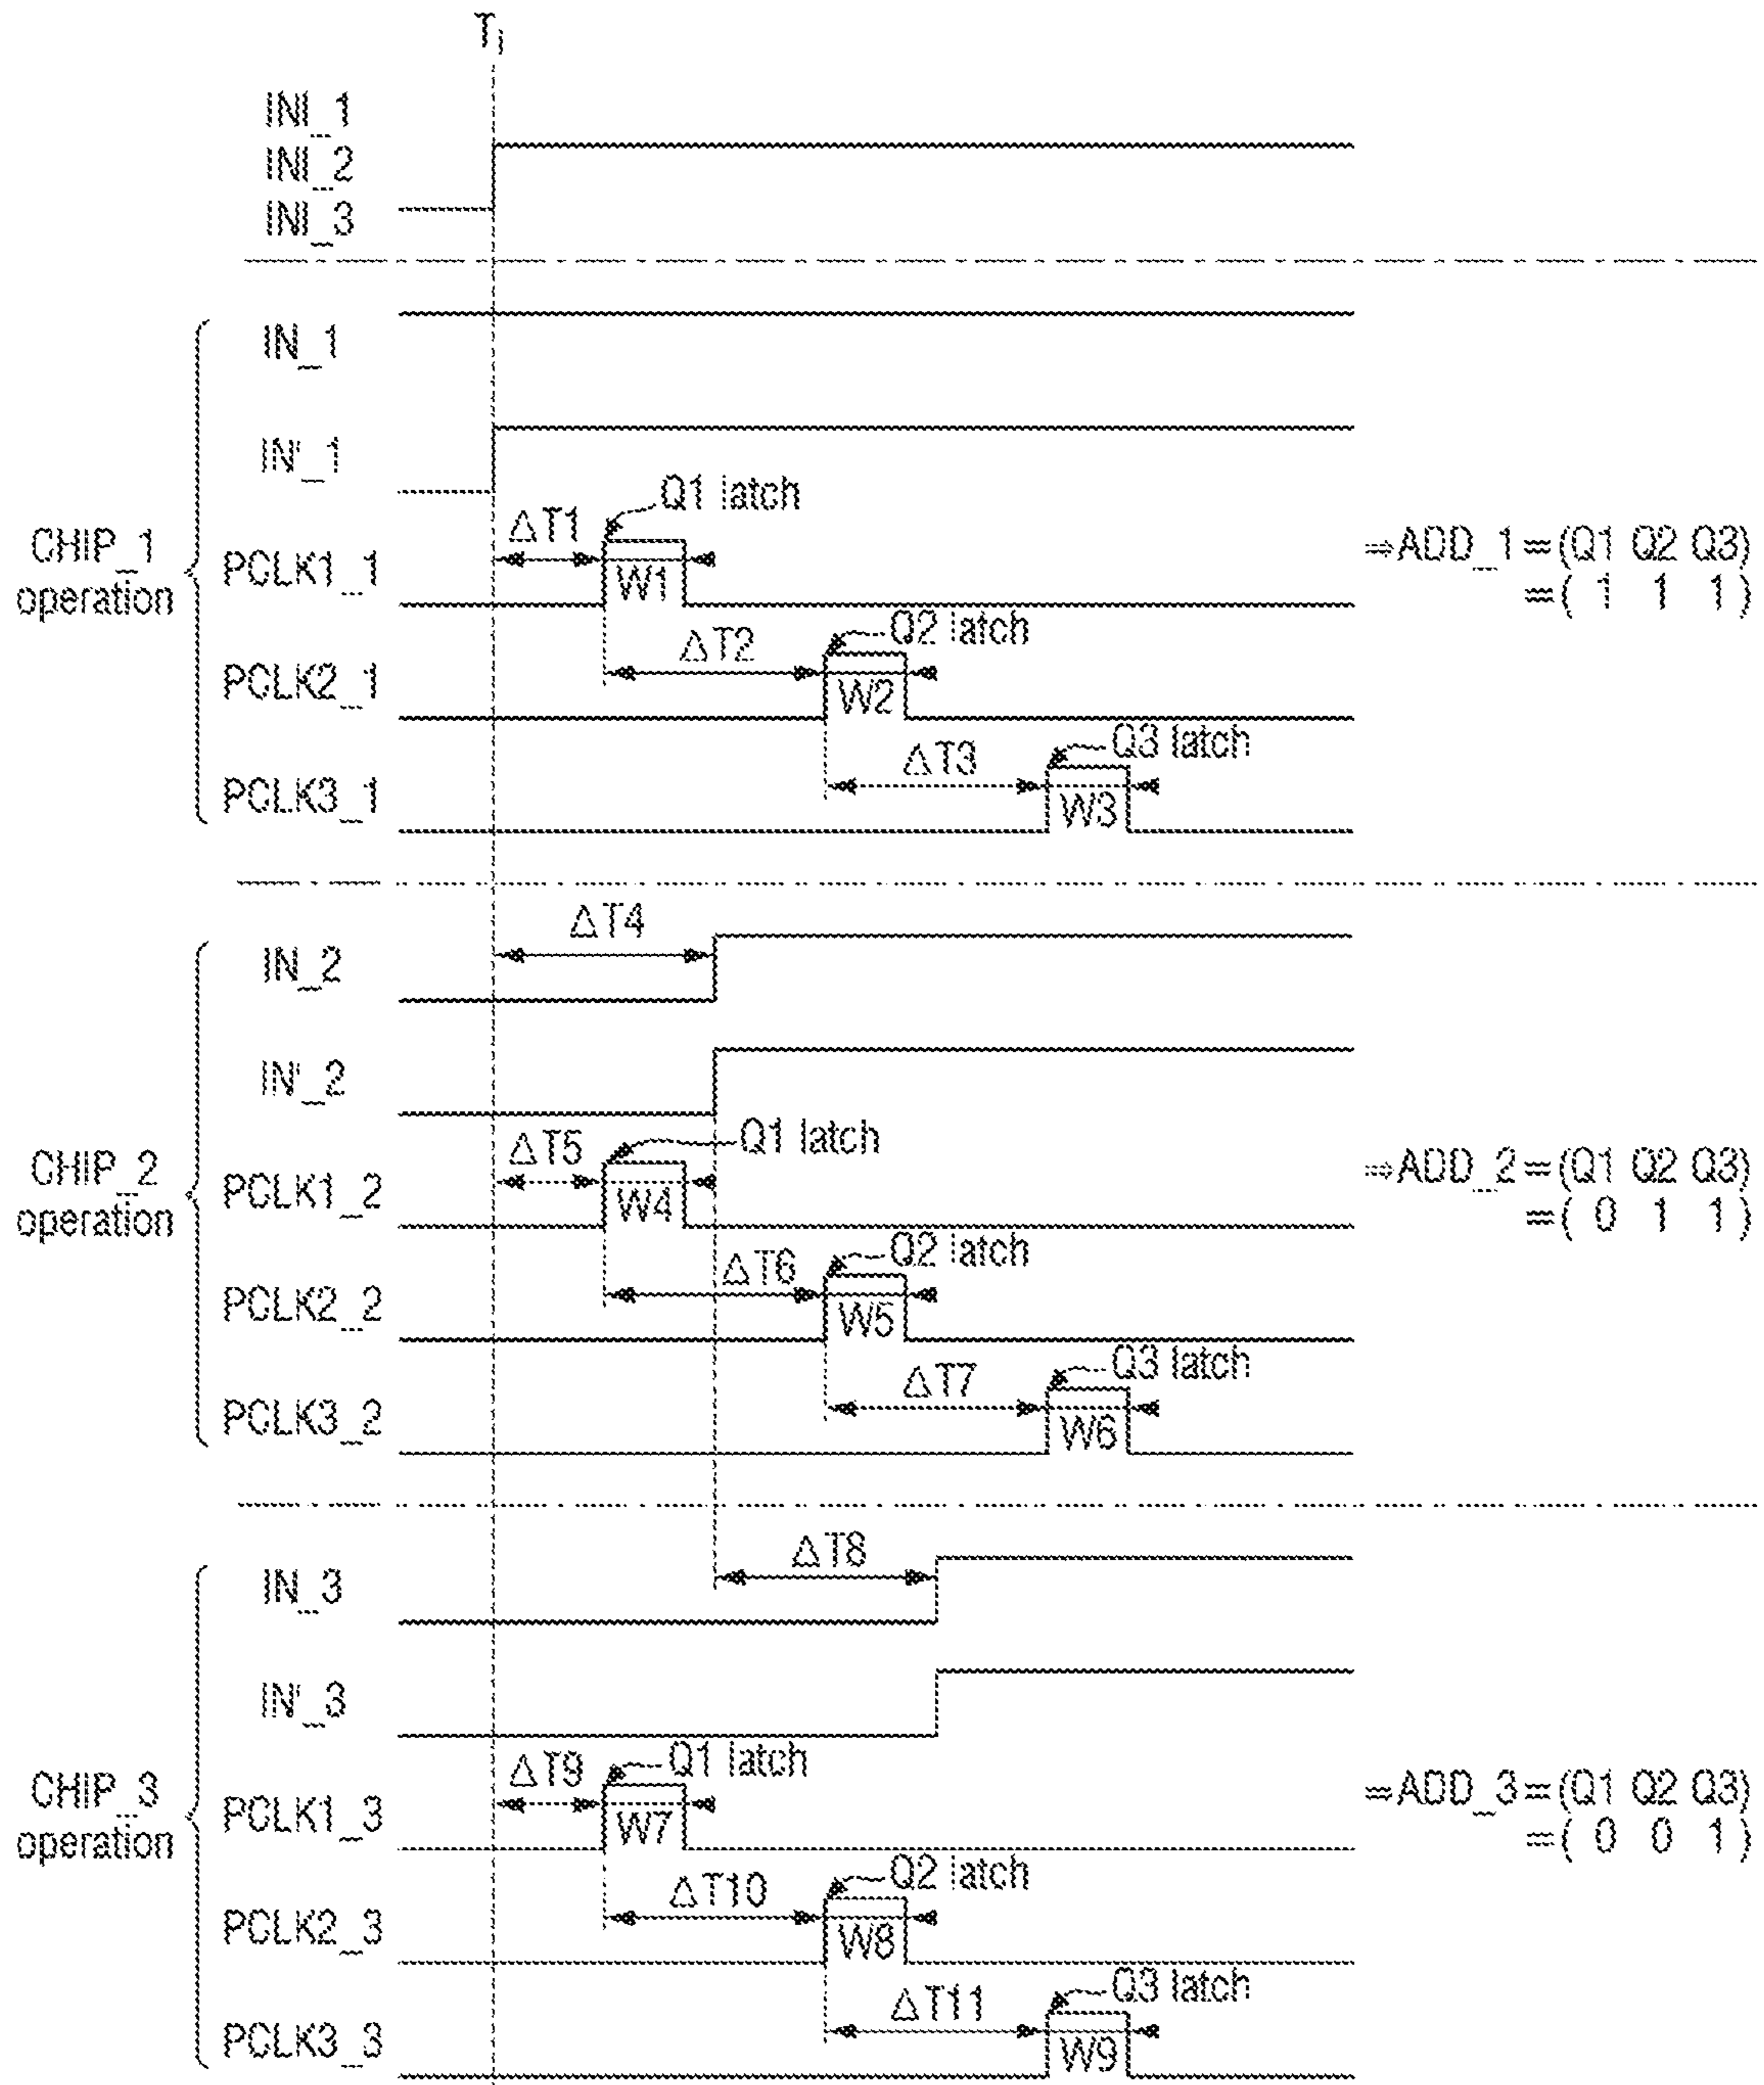 Ti
INI_1
INI_2
INI_3
IN_1
IN'_1
CHIP_1
operation
ΔT1
Q1 latch
PCLK1_1
W1
⇒ADD_1=(Q1 Q2 Q3)
=( 1 1 1 )
ΔT2
Q2 latch
PCLK2_1
W2
ΔT3
Q3 latch
PCLK3_1
W3
ΔT4
IN_2
IN'_2
CHIP_2
operation
ΔT5
Q1 latch
PCLK1_2
W4
⇒ADD_2=(Q1 Q2 Q3)
=( 0 1 1 )
ΔT6
Q2 latch
PCLK2_2
W5
ΔT7
Q3 latch
PCLK3_2
W6
ΔT8
IN_3
IN'_3
CHIP_3
operation
ΔT9
Q1 latch
PCLK1_3
W7
⇒ADD_3=(Q1 Q2 Q3)
=( 0 0 1 )
ΔT10
Q2 latch
PCLK2_3
W8
ΔT11
Q3 latch
PCLK3_3
W9